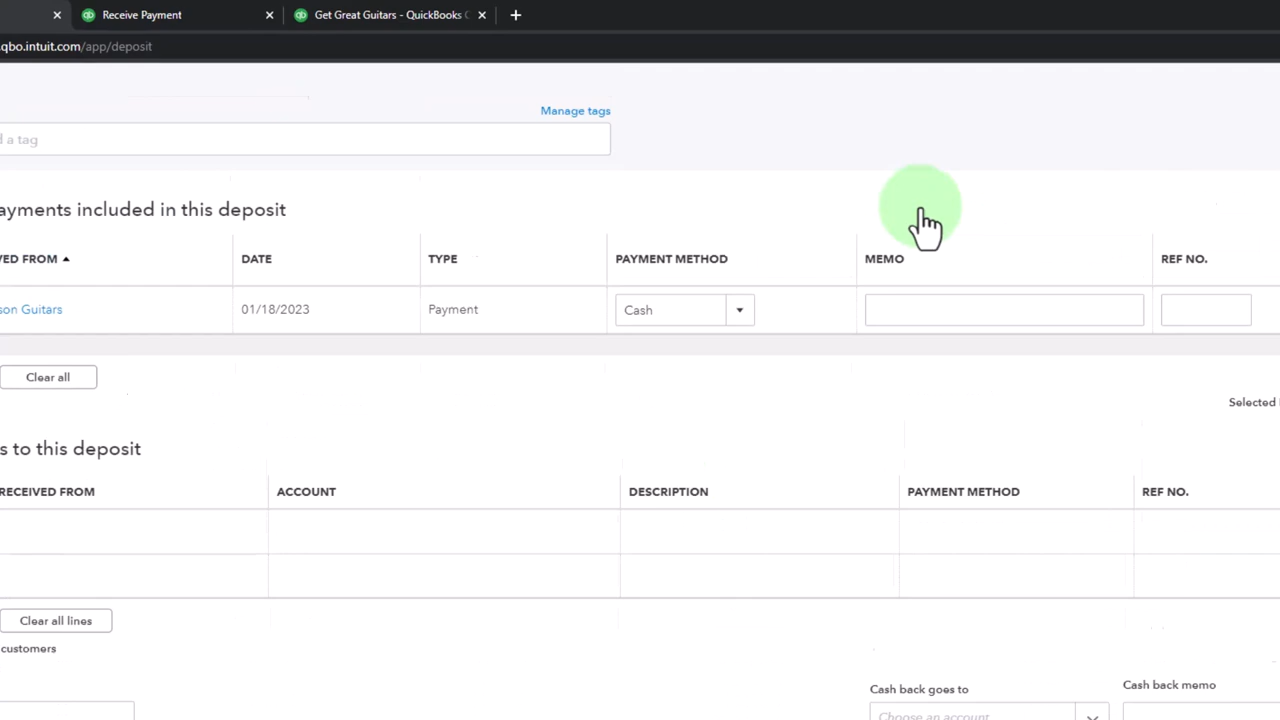 Receive Payment
Get Great Guitars - QuickBooks
qbo.intuit.com/app/deposit
Manage tags
a tag
ayments included in this deposit
ED FROM DATE TYPE PAYMENT METHOD MEMO REF NO.
son Guitars 01/18/2023 Payment Cash
Clear all
Selected
s to this deposit
RECEIVED FROM ACCOUNT DESCRIPTION PAYMENT METHOD REF NO.
Clear all lines
customers
Cash back goes to Cash back memo
Choose an account